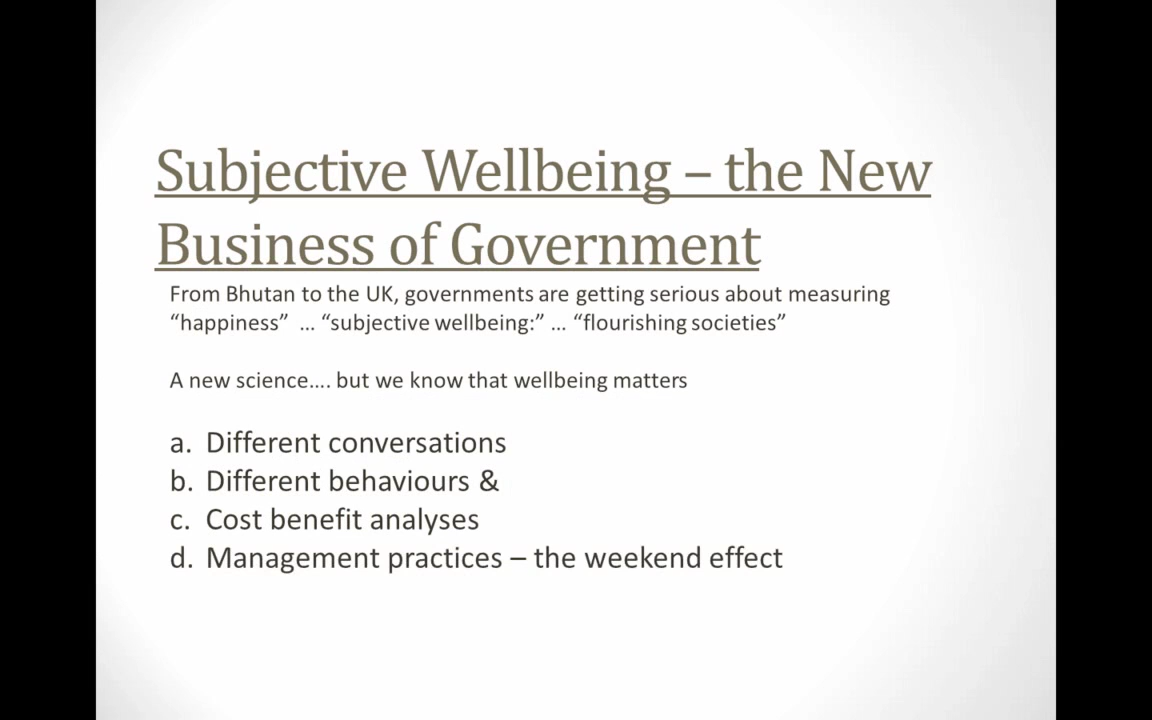 Subjective Wellbeing – the New
Business of Government
From Bhutan to the UK, governments are getting serious about measuring
“happiness”  … “subjective wellbeing:” … “flourishing societies”
A new science…. but we know that wellbeing matters
a. Different conversations
b. Different behaviours &
c. Cost benefit analyses
d. Management practices – the weekend effect